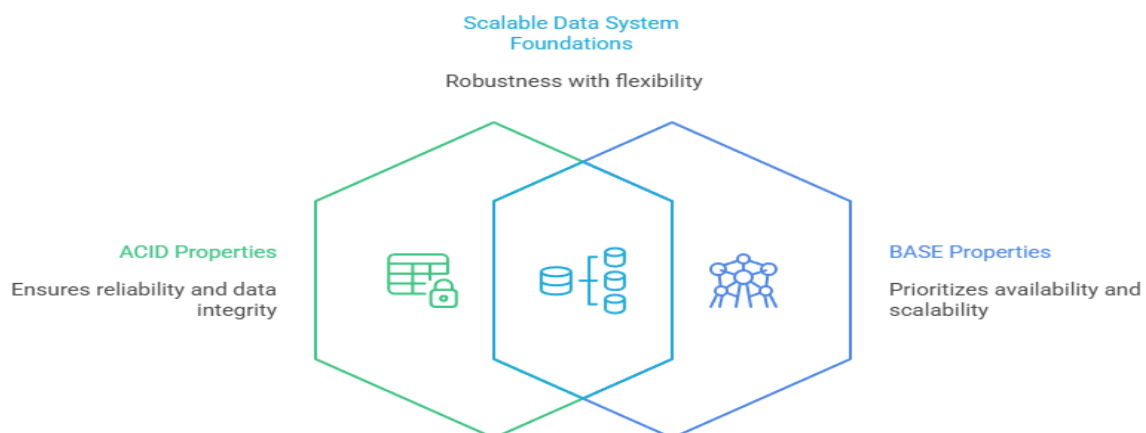 Scalable Data System
Foundations
Robustness with flexibility
ACID Properties
Ensures reliability and data
integrity
BASE Properties
Prioritizes availability and
scalability